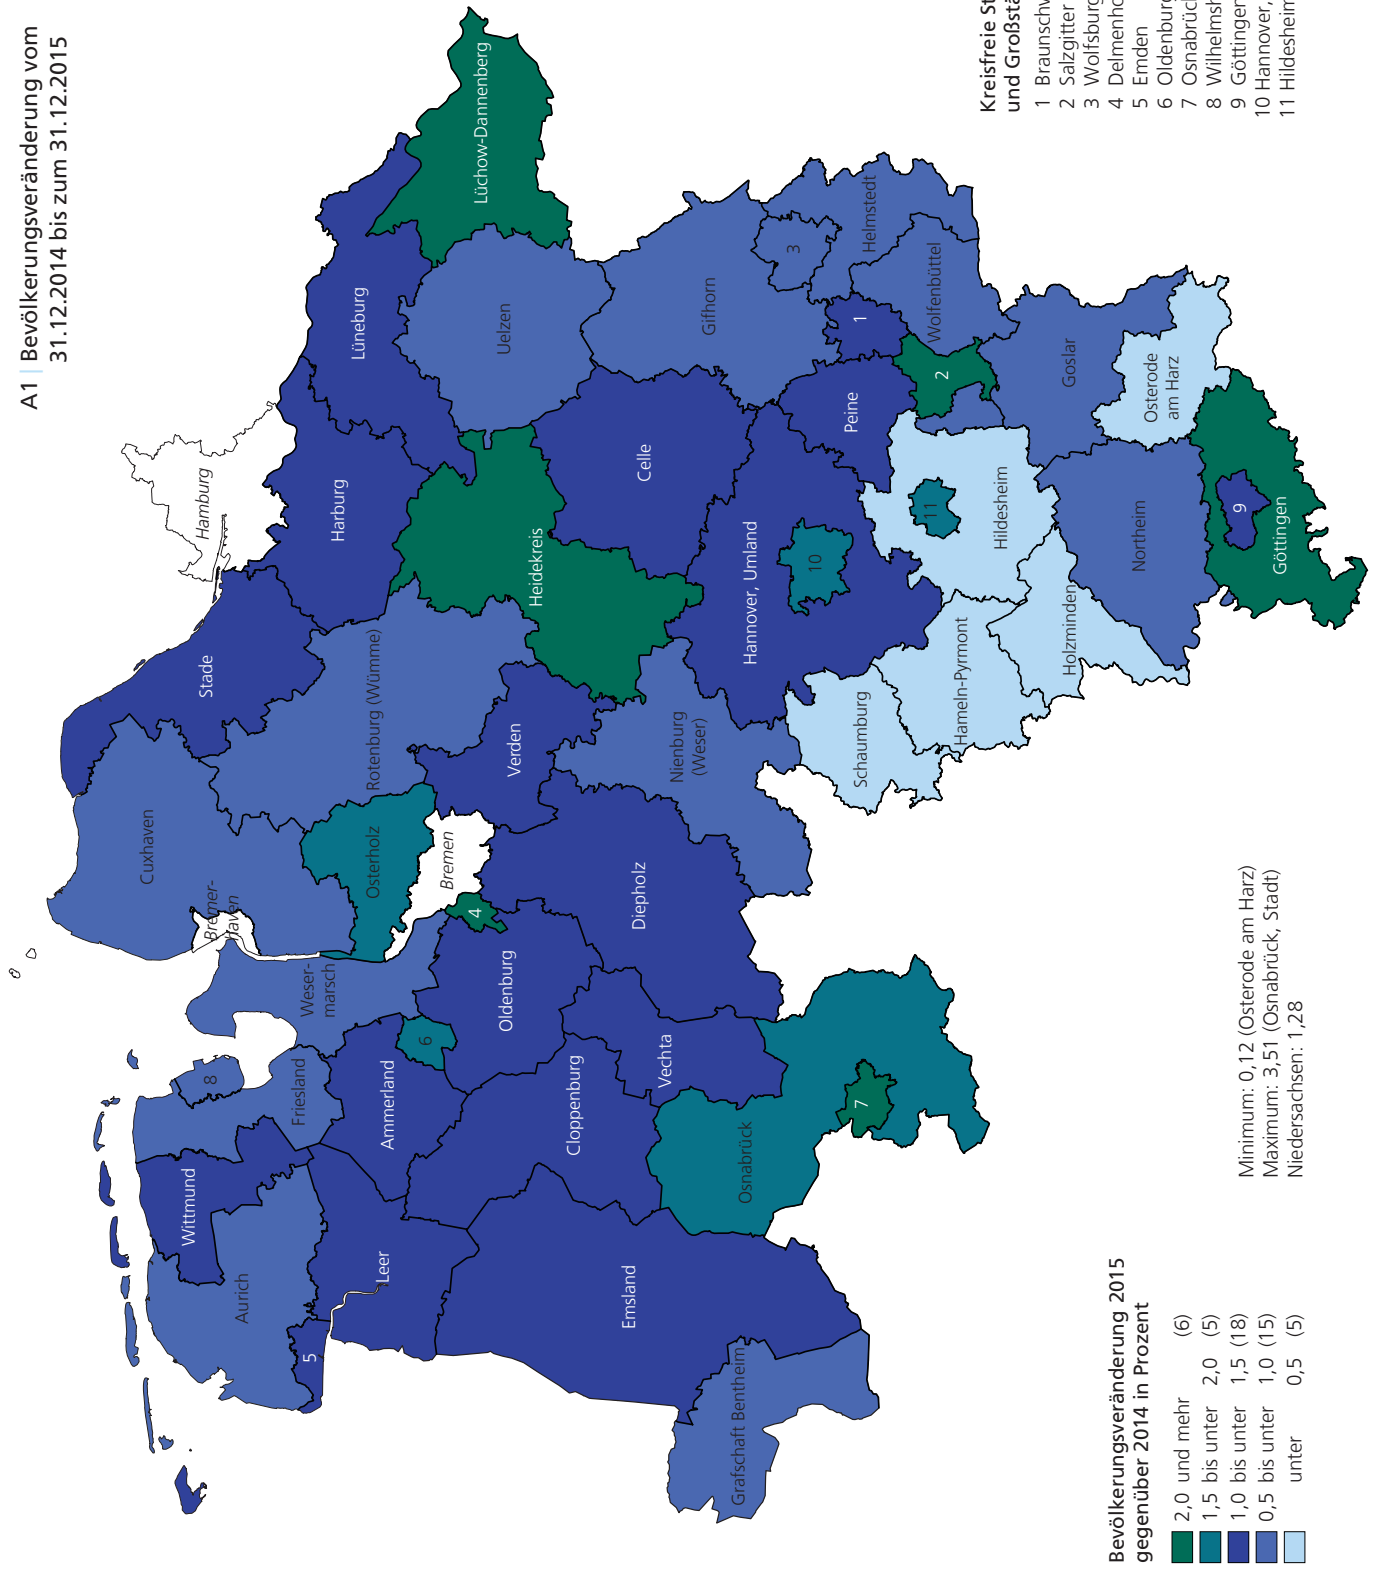 A1 | Bevölkerungsveränderung vom
31.12.2014 bis zum 31.12.2015
Hamburg
Stade
Harburg
Lüneburg
Lüchow-Dannenberg
Cuxhaven
Bremer-
haven
Rotenburg (Wümme)
Osterholz
Bremen
Verden
Heidekreis
Uelzen
Celle
Gifhorn
Wittmund
Aurich
Friesland
8
Weser-
marsch
5
Leer
Ammerland
6
Oldenburg
4
Diepholz
Nienburg
(Weser)
Hannover, Umland
10
Peine
1
3
Helmstedt
Wolfenbüttel
2
Emsland
Cloppenburg
Vechta
Grafschaft Bentheim
Osnabrück
7
Schaumburg
Hameln-Pyrmont
Hildesheim
11
Holzminden
Goslar
Osterode
am Harz
Northeim
Göttingen
9
Kreisfreie St
und Großstä
1 Braunschw
2 Salzgitter
3 Wolfsburg
4 Delmenho
5 Emden
6 Oldenburg
7 Osnabrück
8 Wilhelmsh
9 Göttingen
10 Hannover,
11 Hildesheim
Bevölkerungsveränderung 2015
gegenüber 2014 in Prozent
2,0 und mehr (6)
1,5 bis unter 2,0 (5)
1,0 bis unter 1,5 (18)
0,5 bis unter 1,0 (15)
unter 0,5 (5)
Minimum: 0,12 (Osterode am Harz)
Maximum: 3,51 (Osnabrück, Stadt)
Niedersachsen: 1,28